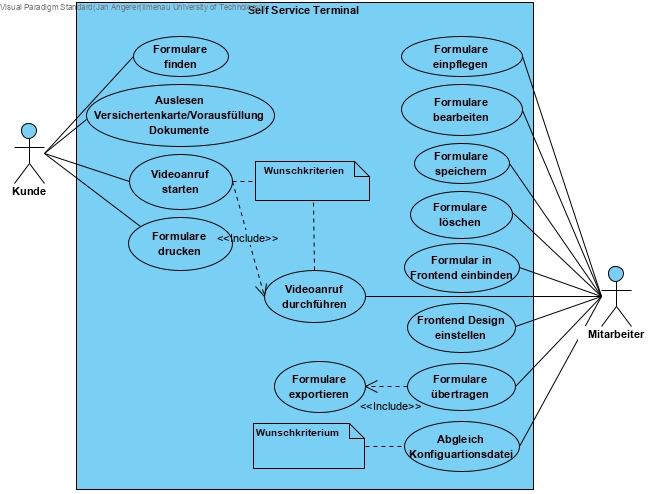 Visual Paradigm Standard(Jan Angerer(Ilmenau University of Technology))
Self Service Terminal
Formulare
finden
Auslesen
Versichertenkarte/Vorausfüllung
Dokumente
Kunde
Videoanruf
starten
Wunschkriterien
Formulare
drucken
<<Include>>
Videoanruf
durchführen
Formulare
einpflegen
Formulare
bearbeiten
Formulare
speichern
Formulare
löschen
Formular in
Frontend einbinden
Frontend Design
einstellen
Mitarbeiter
Formulare
exportieren
<<Include>>
Formulare
übertragen
Wunschkriterium
Abgleich
Konfiguartionsdatei